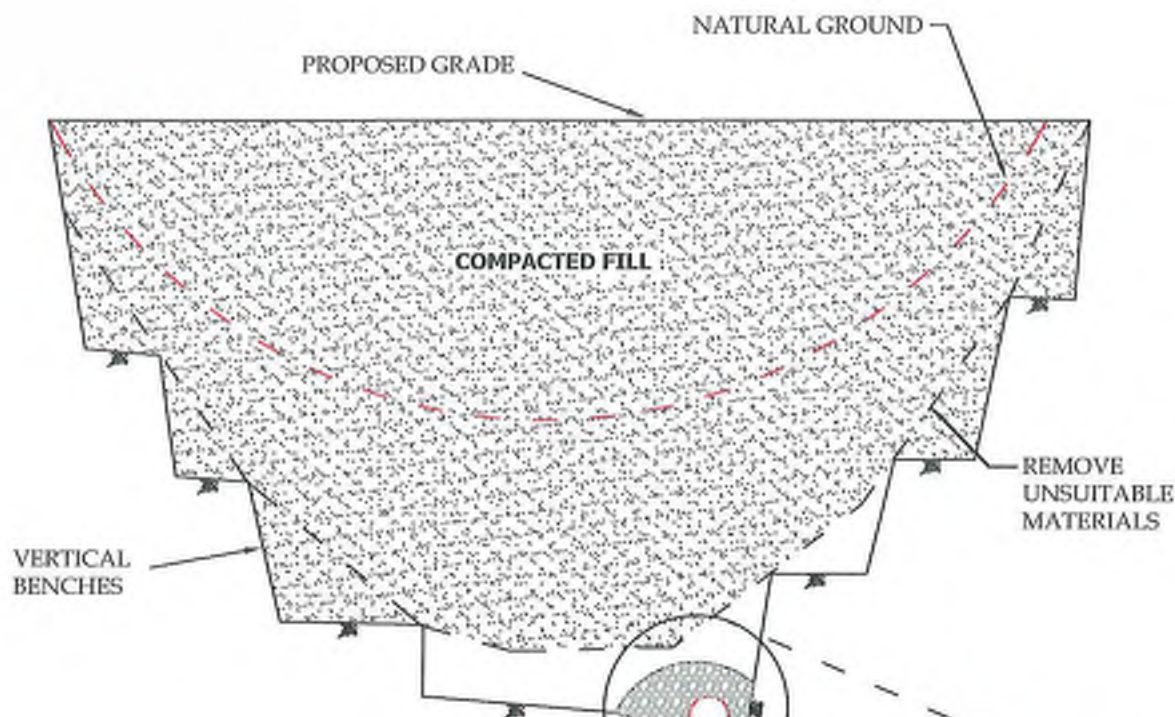 NATURAL GROUND
PROPOSED GRADE
COMPACTED FILL
REMOVE
UNSUITABLE
MATERIALS
VERTICAL
BENCHES